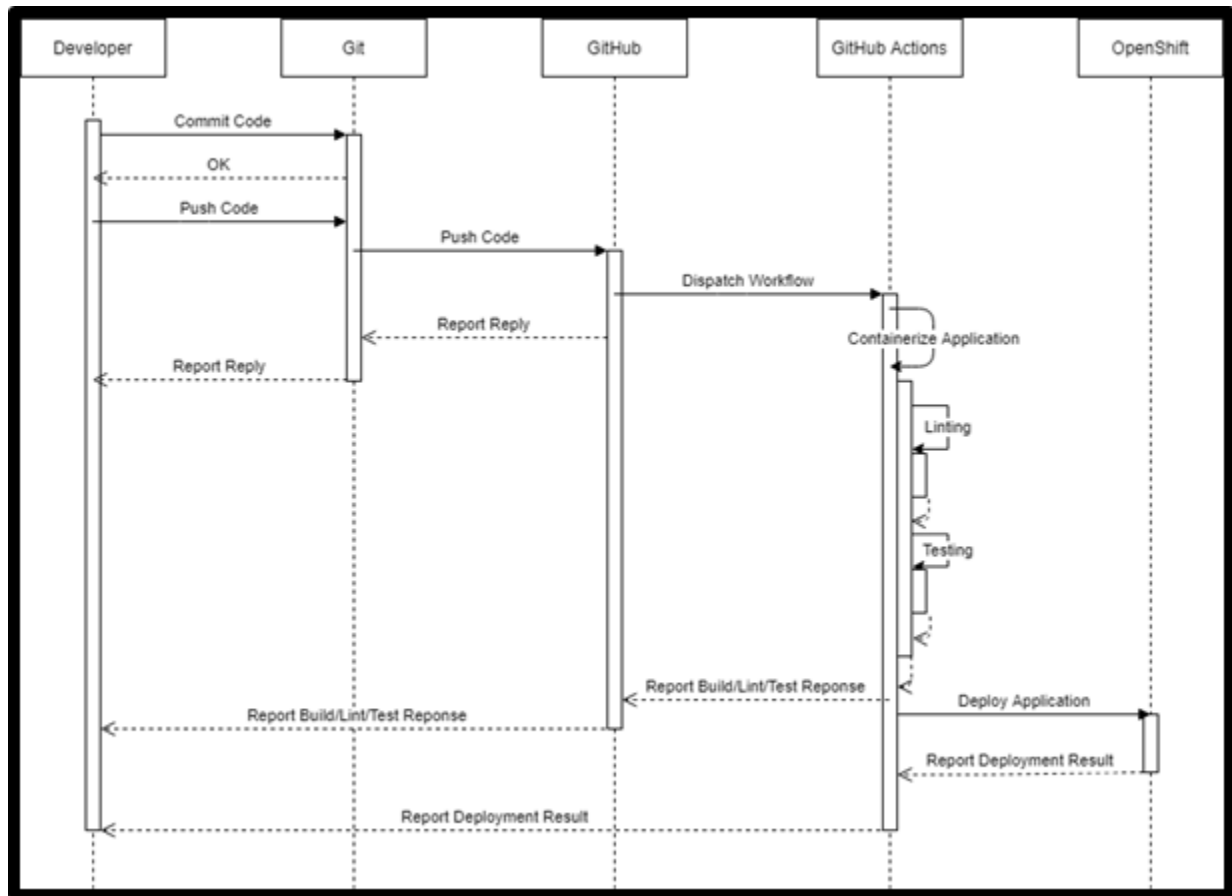 Developer
Git
GitHub
GitHub Actions
OpenShift
Commit Code
OK
Push Code
Push Code
Dispatch Workflow
Report Reply
Containerize Application
Report Reply
Linting
Testing
Report Build/Lint/Test Reponse
Deploy Application
Report Build/Lint/Test Reponse
Report Deployment Result
Report Deployment Result